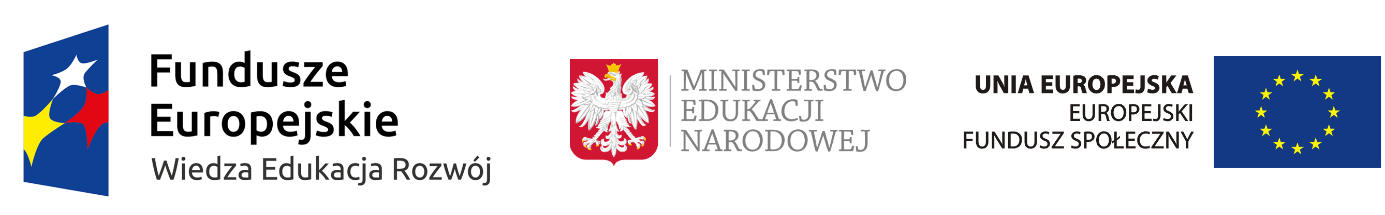 Fundusze
Europejskie
Wiedza Edukacja Rozwój
MINISTERSTWO
EDUKACJI
NARODOWEJ
UNIA EUROPEJSKA
EUROPEJSKI
FUNDUSZ SPOŁECZNY